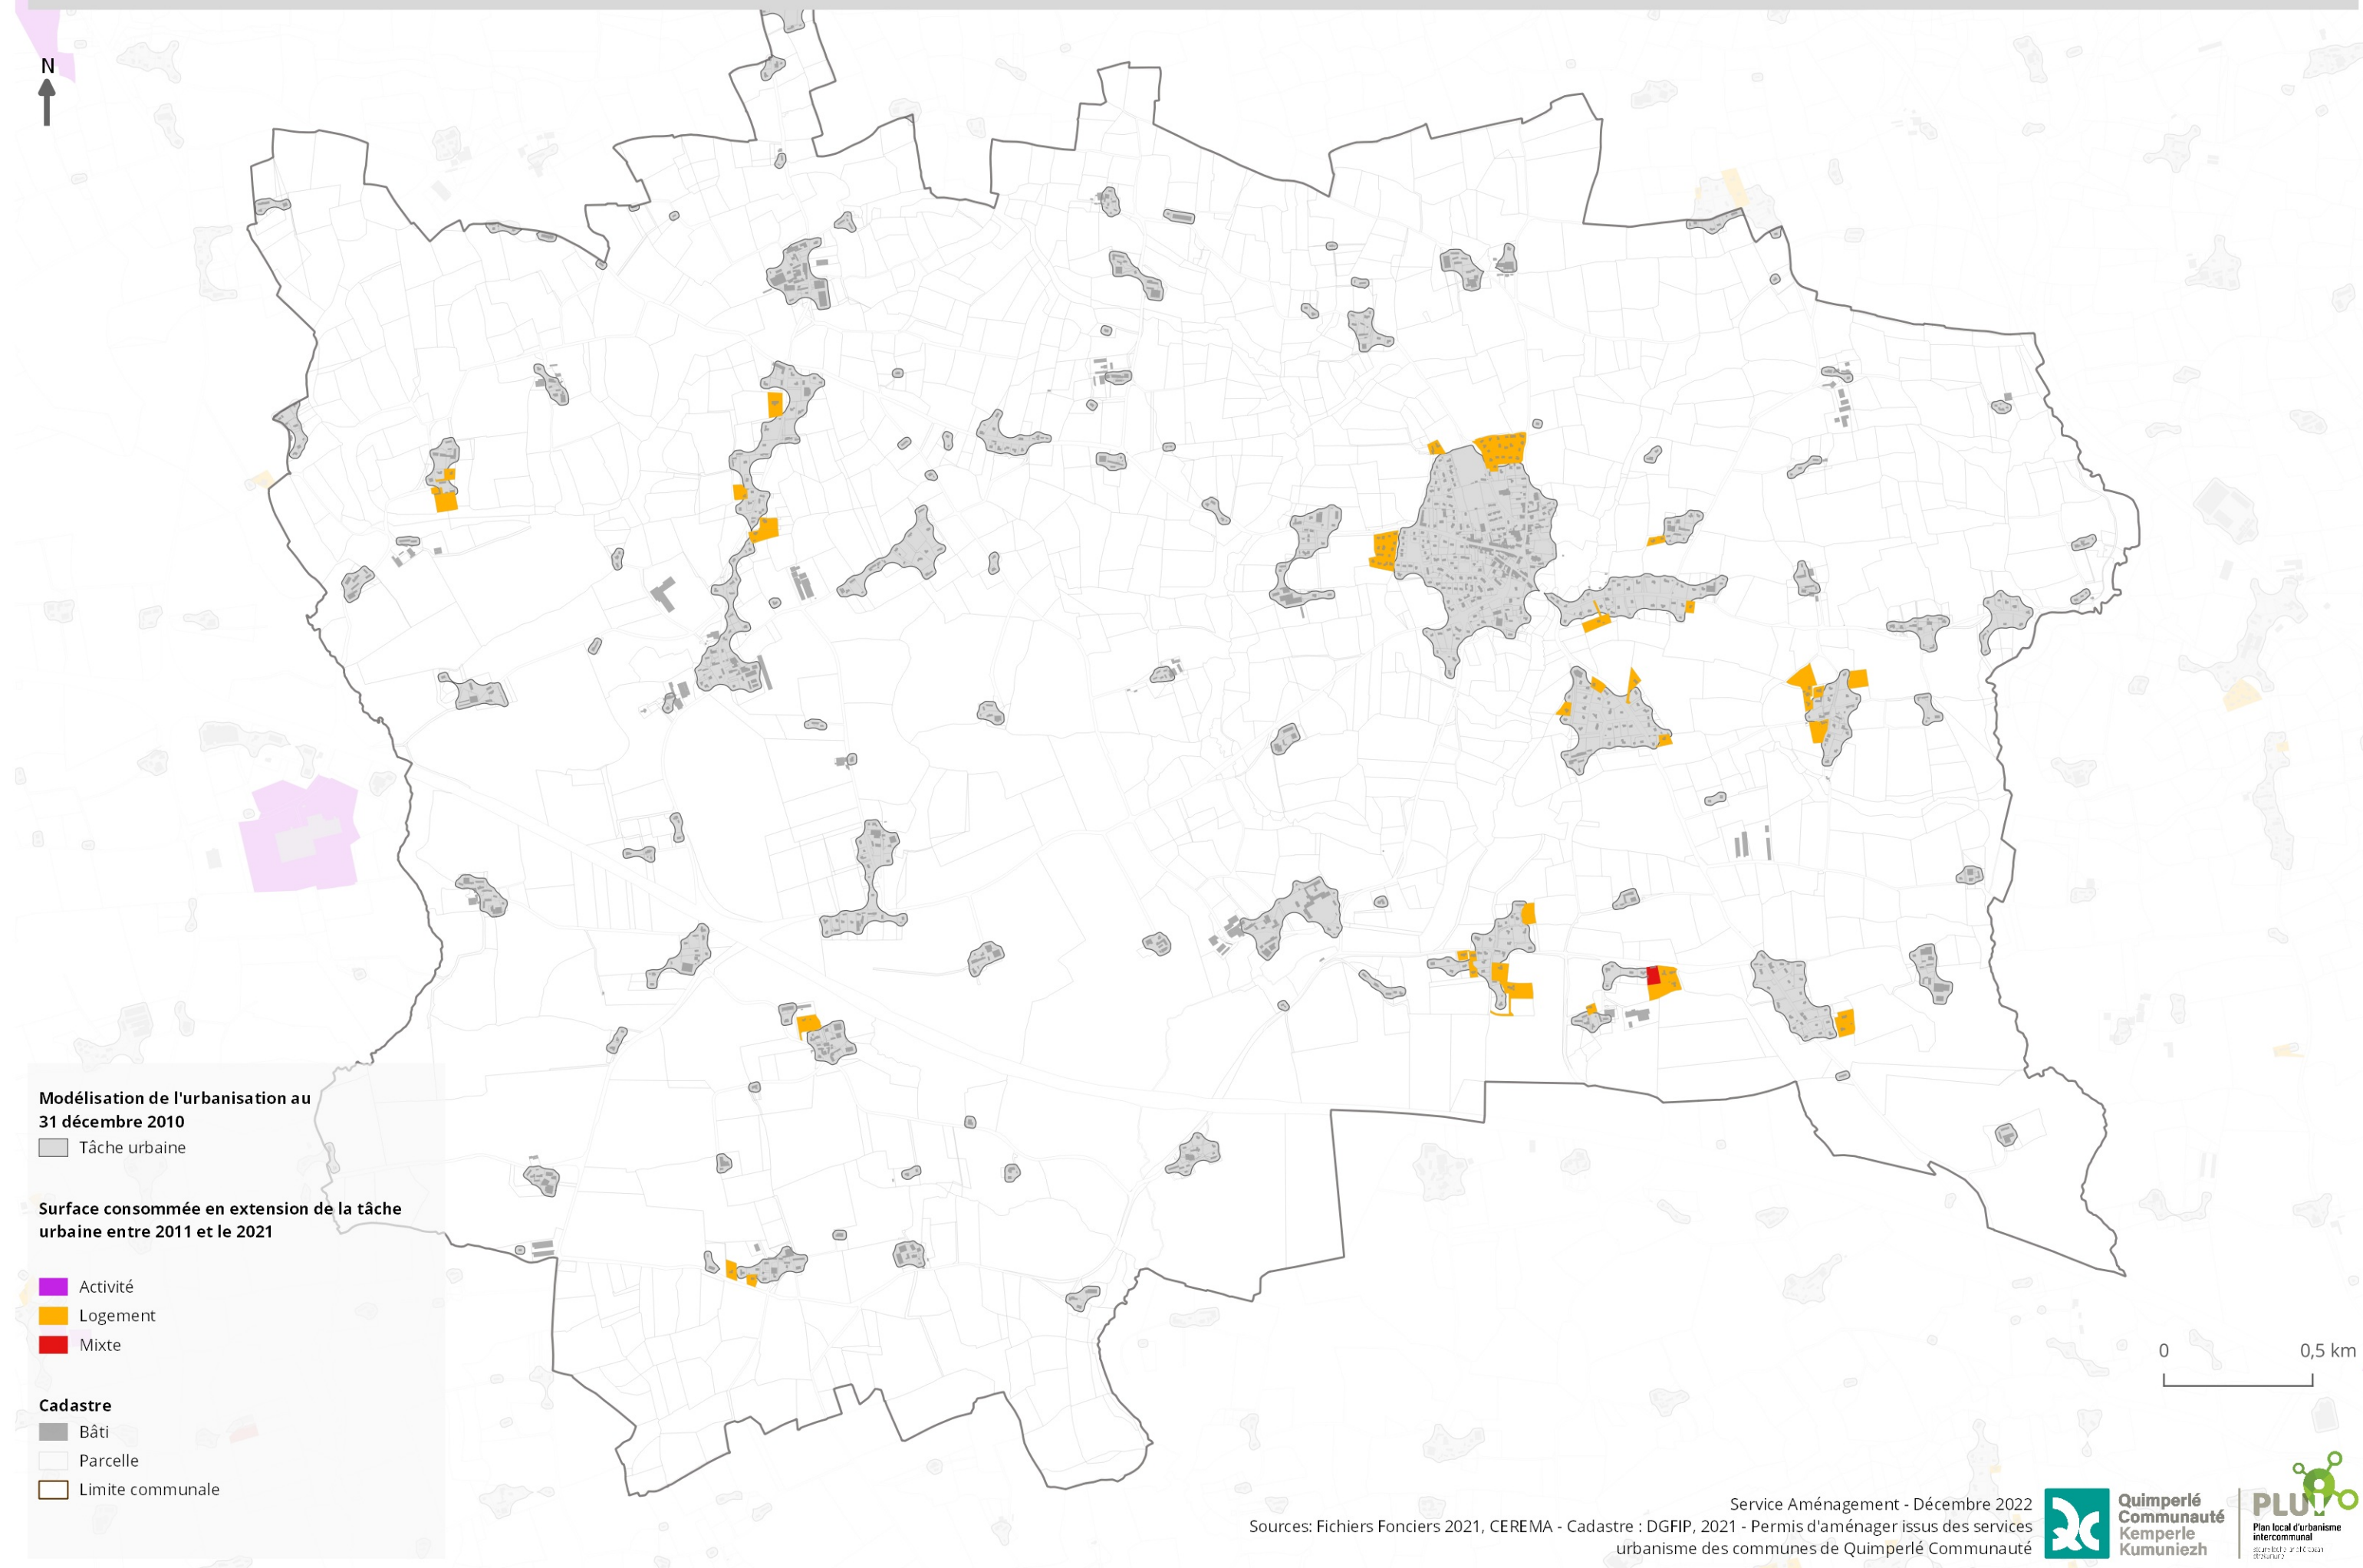 N
Modélisation de l'urbanisation au
31 décembre 2010
Tâche urbaine
Surface consommée en extension de la tâche
urbaine entre 2011 et le 2021
Activité
Logement
Mixte
Cadastre
Bâti
Parcelle
Limite communale
0 0,5 km
Service Aménagement - Décembre 2022
Sources: Fichiers Fonciers 2021, CEREMA - Cadastre : DGFIP, 2021 - Permis d'aménager issus des services
urbanisme des communes de Quimperlé Communauté
Quimperlé
Communauté
Kemperle
Kumuniezh
PLUi
Plan local d'urbanisme
intercommunal